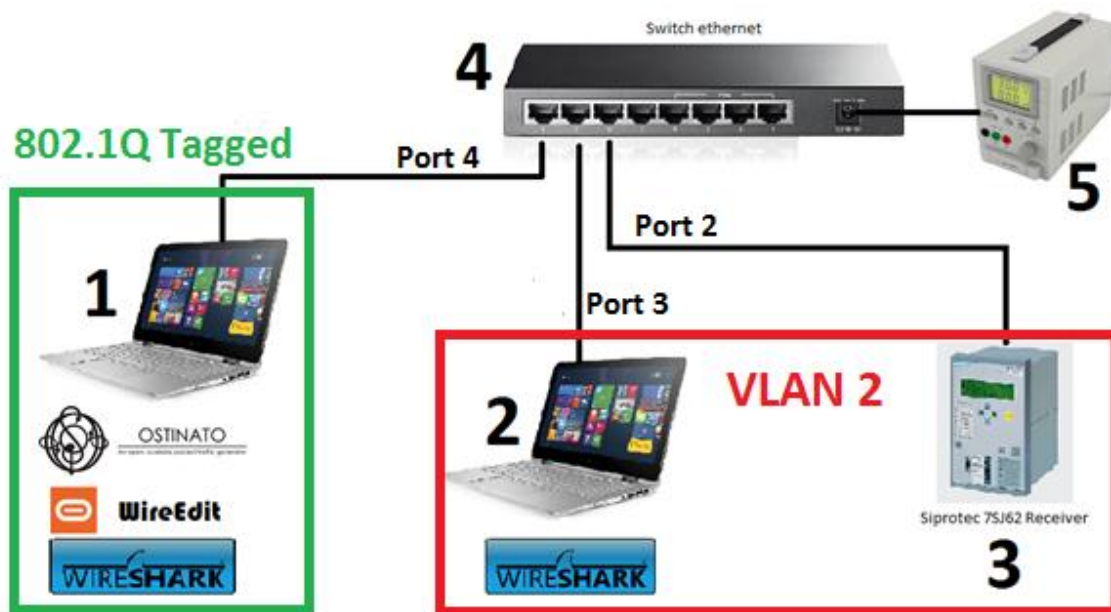 Switch ethernet
4
5
802.1Q Tagged
Port 4
Port 2
Port 3
1
2
3
VLAN 2
OSTINATO
WireEdit
WIRESHARK
WIRESHARK
Siprotec 7SJ62 Receiver